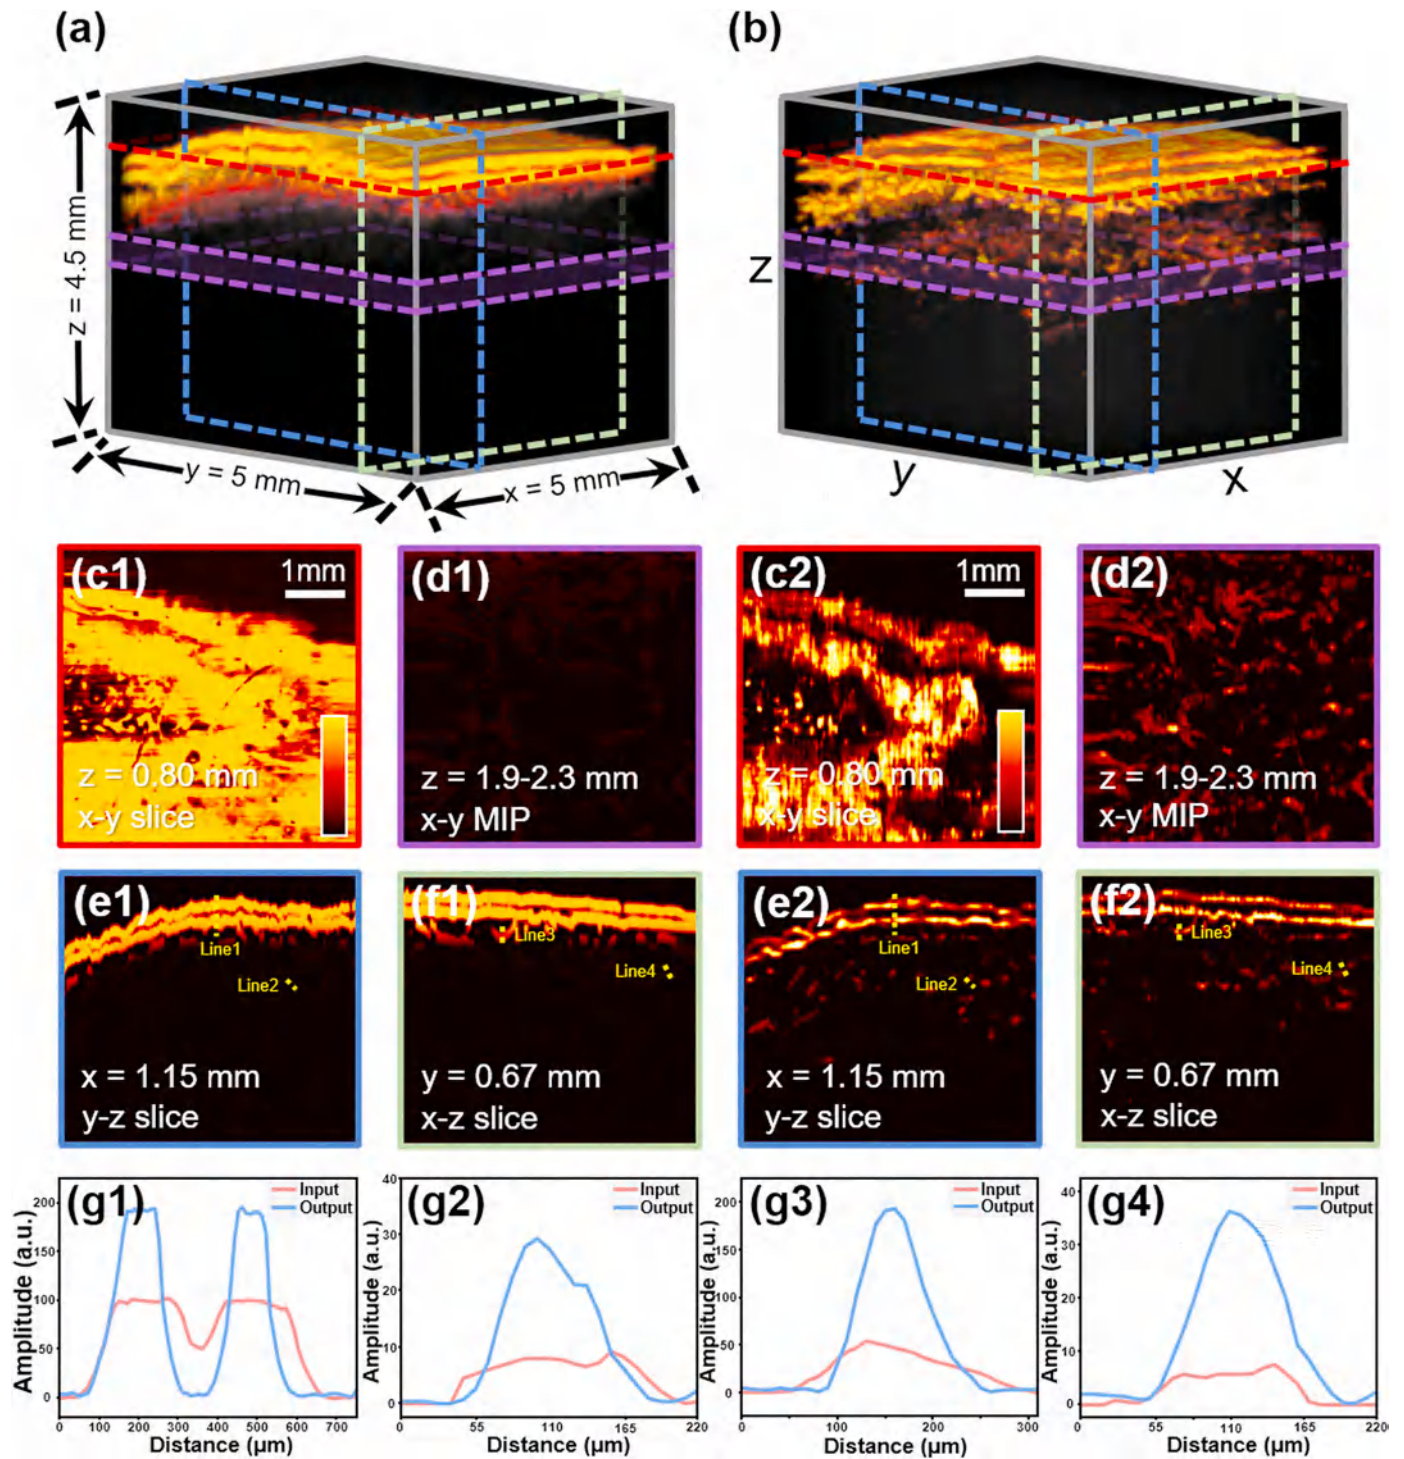 (a)
(b)
z = 4.5 mm
y = 5 mm
x = 5 mm
z
y
x
(c1)
1mm
z = 0.80 mm
x-y slice
(d1)
z = 1.9-2.3 mm
x-y MIP
(c2)
1mm
z = 0.80 mm
x-y slice
(d2)
z = 1.9-2.3 mm
x-y MIP
(e1)
Line1
Line2
x = 1.15 mm
y-z slice
(f1)
Line3
Line4
y = 0.67 mm
x-z slice
(e2)
Line1
Line2
x = 1.15 mm
y-z slice
(f2)
Line3
Line4
y = 0.67 mm
x-z slice
(g1)
Input
Output
Amplitude (a.u.)
200
150
100
50
0
0 100 200 300 400 500 600 700
Distance (μm)
(g2)
Input
Output
Amplitude (a.u.)
40
30
20
10
0
0 55 110 165 220
Distance (μm)
(g3)
Input
Output
Amplitude (a.u.)
200
150
100
50
0
0 100 200 300
Distance (μm)
(g4)
Input
Output
Amplitude (a.u.)
40
30
20
10
0
0 55 110 165 220
Distance (μm)